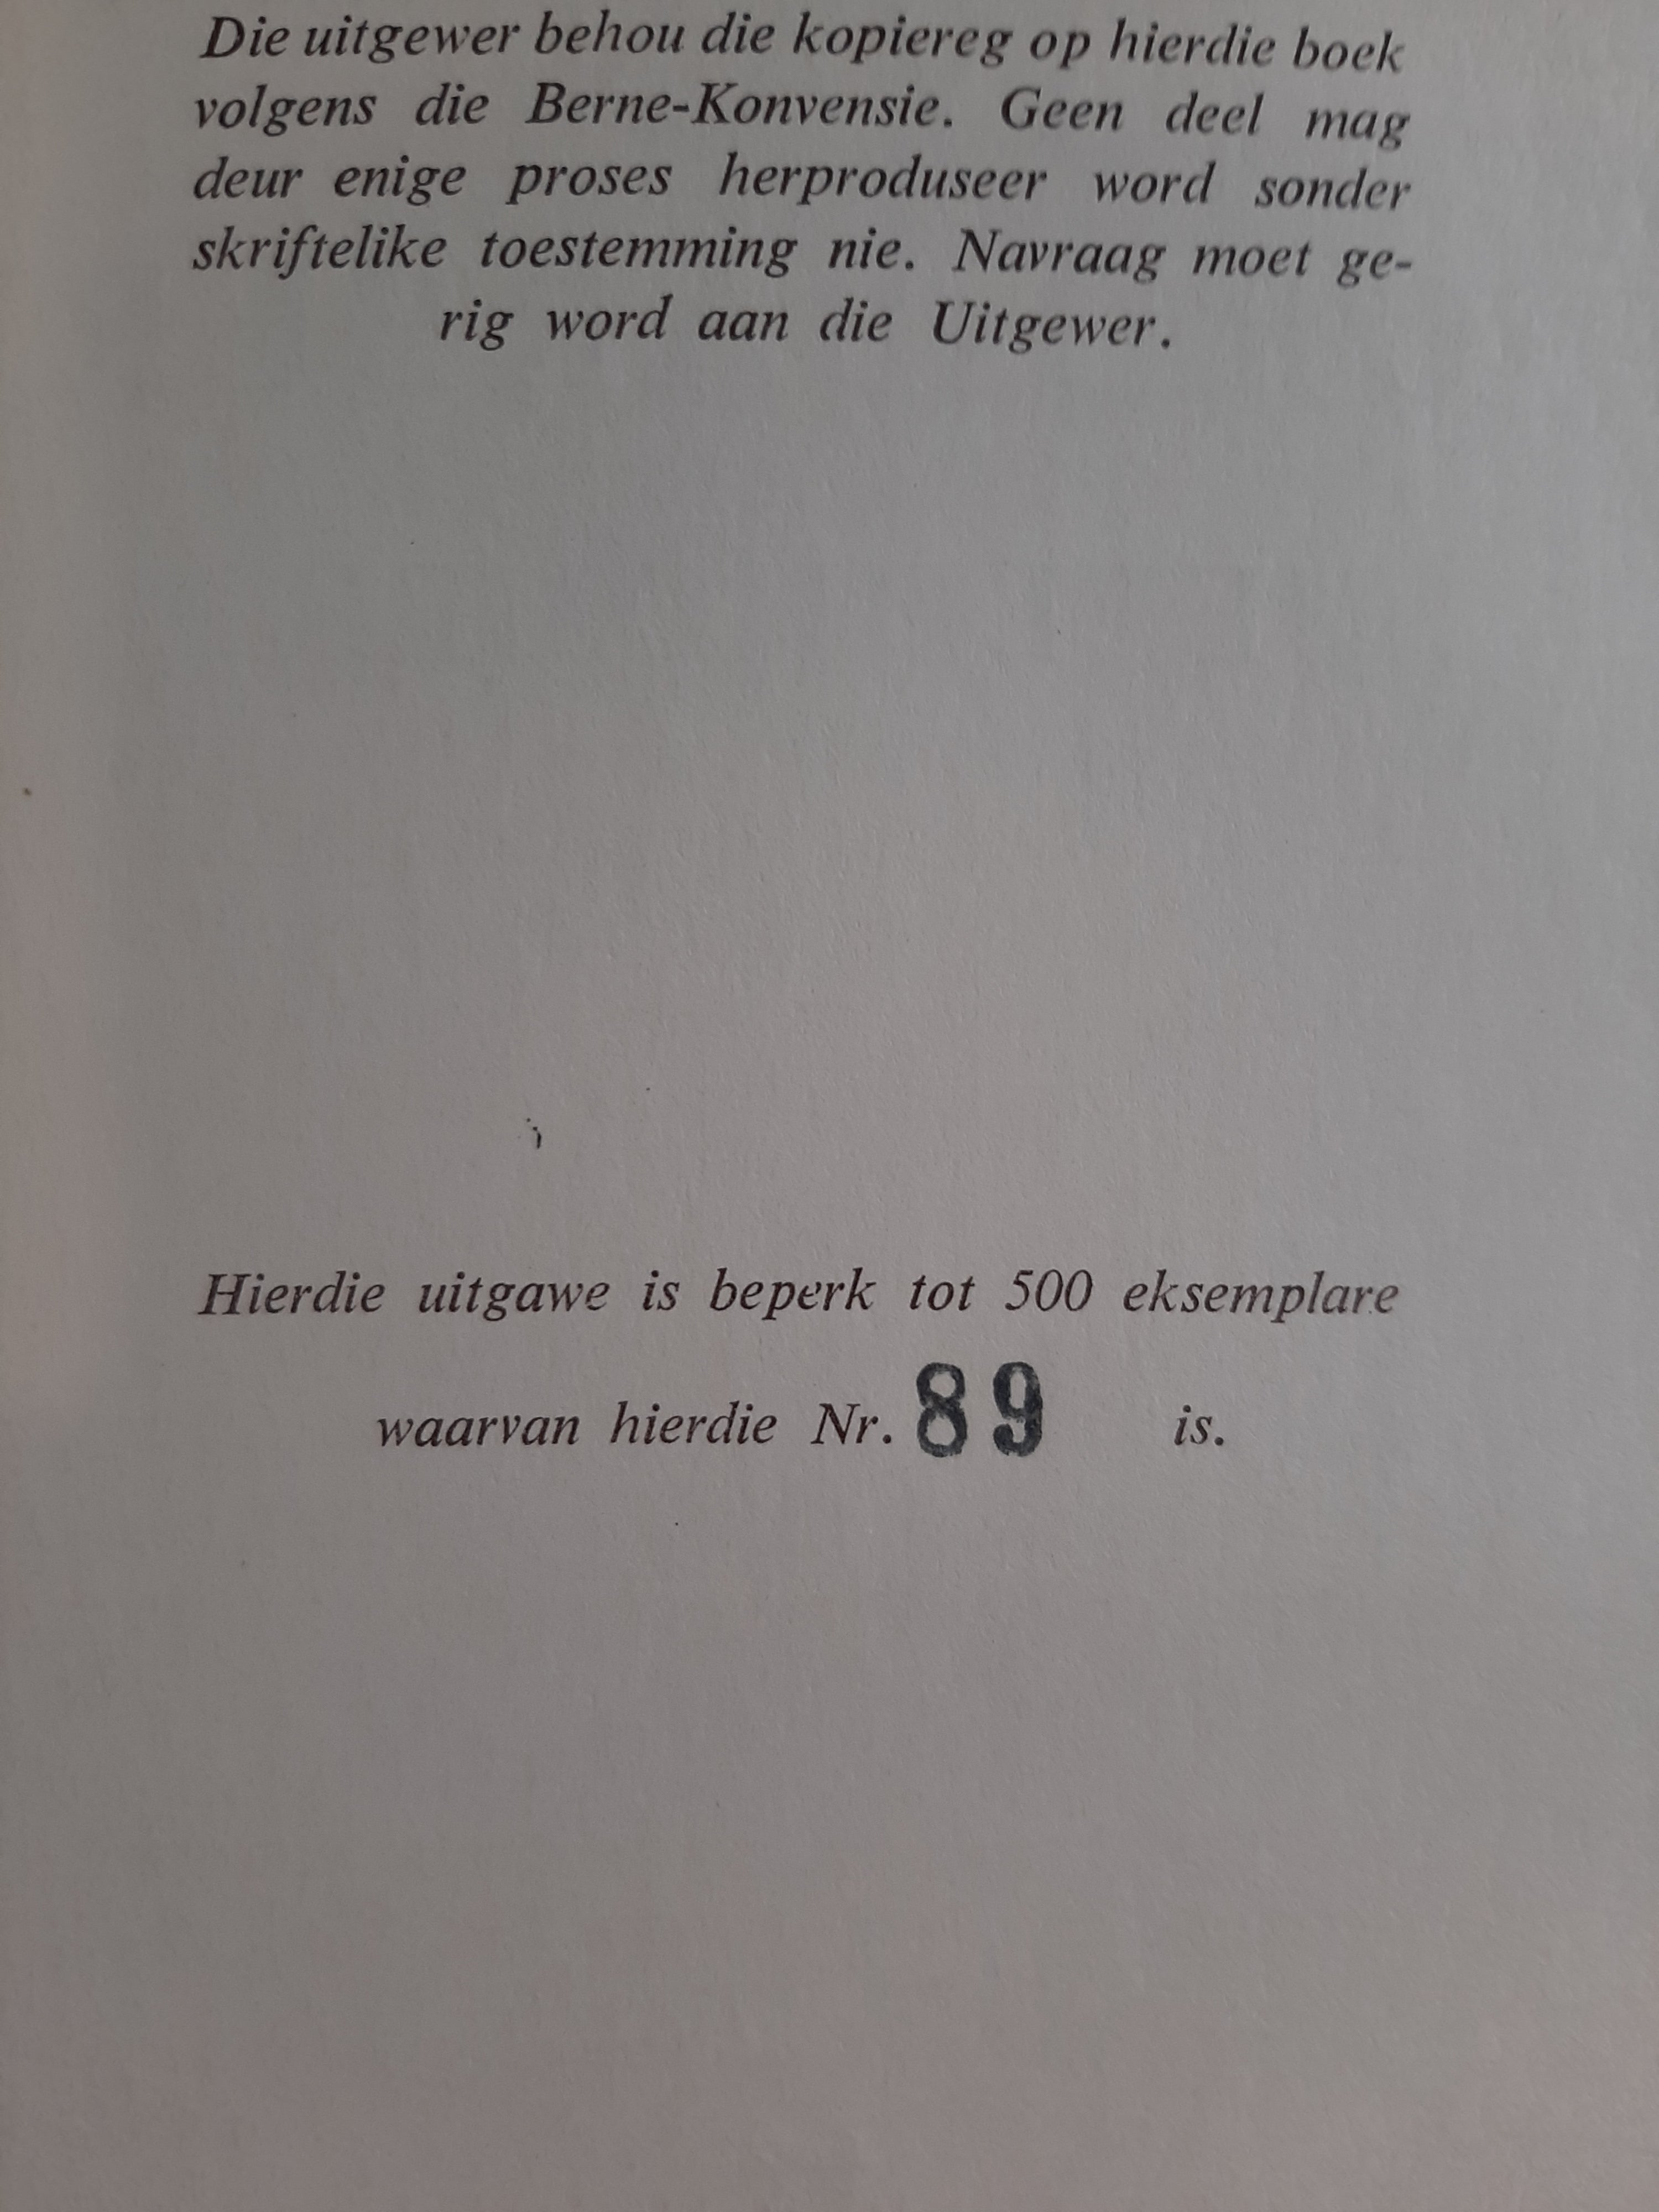 Die uitgewer behou die kopiereg op hierdie boek
volgens die Berne-Konvensie. Geen deel mag
deur enige proses herproduseer word sonder
skriftelike toestemming nie. Navraag moet ge-
rig word aan die Uitgewer.
Hierdie uitgawe is beperk tot 500 eksemplare
waarvan hierdie Nr. 89 is.